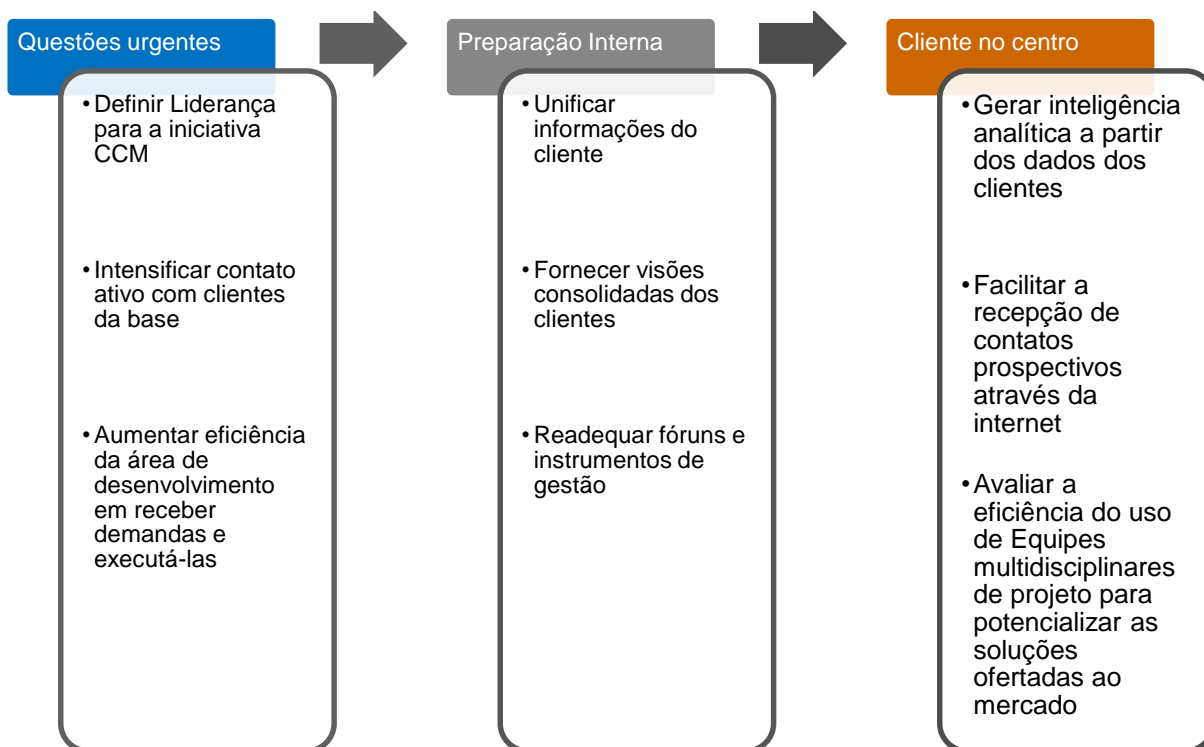 Questões urgentes
• Definir Liderança
para a iniciativa
CCM
• Intensificar contato
ativo com clientes
da base
• Aumentar eficiência
da área de
desenvolvimento
em receber
demandas e
executá-las
Preparação Interna
• Unificar
informações do
cliente
• Fornecer visões
consolidadas dos
clientes
• Readequar fóruns e
instrumentos de
gestão
Cliente no centro
• Gerar inteligência
analítica a partir
dos dados dos
clientes
• Facilitar a
recepção de
contatos
prospectivos
através da
internet
• Avaliar a
eficiência do uso
de Equipes
multidisciplinares
de projeto para
potencializar as
soluções
ofertadas ao
mercado